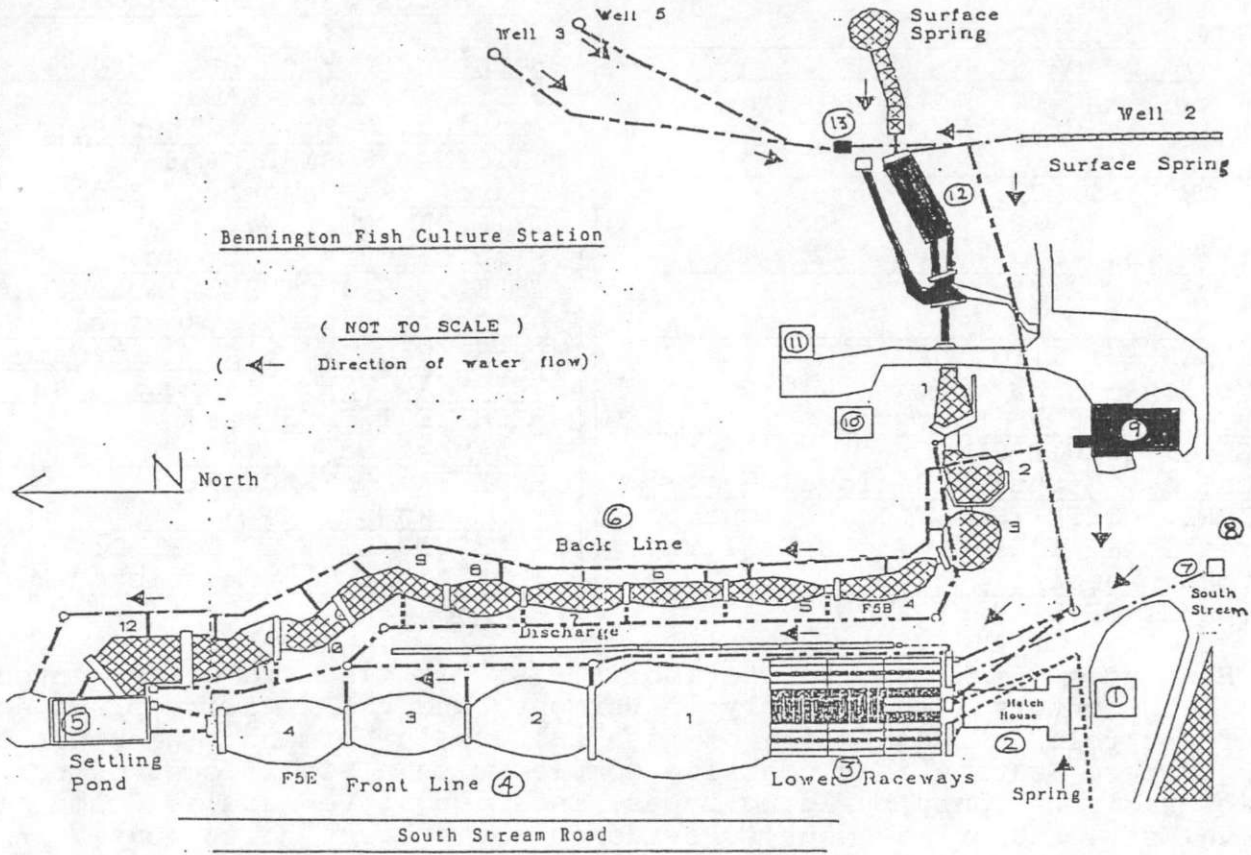 Well 5
Well 3
Surface
Spring
13
Well 2
Surface Spring
12
Bennington Fish Culture Station
( NOT TO SCALE )
( Direction of water flow)
11
1
10
9
2
N North
3
6
8
Back Line
9
8
6
7
South
Stream
5
F5B
4
12
7
Discharge
10
11
5
4
3
2
1
Hatch
House
1
2
Settling
Pond
F5E
Front Line 4
Lower 3 Raceways
Spring
South Stream Road